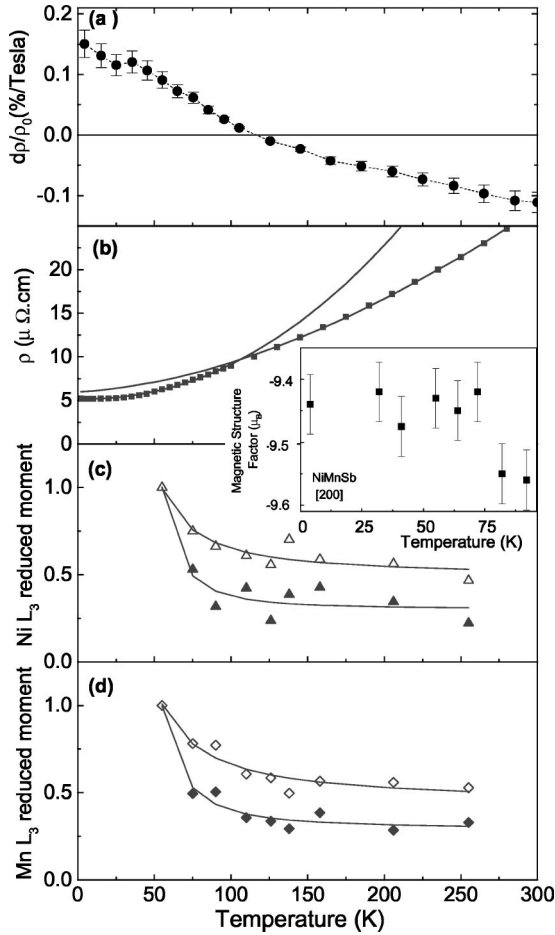 (a)
0.2
0.1
0.0
-0.1
dρ/ρ₀(%/Tesla)
(b)
20
15
10
5
0
ρ (μ Ω.cm)
-9.4
-9.5
-9.6
Magnetic Structure
Factor (μ_B)
NiMnSb
[200]
0 25 50 75
Temperature (K)
(c)
1.0
0.5
0.0
Ni L₃ reduced moment
(d)
1.0
0.5
0.0
Mn L₃ reduced moment
0 50 100 150 200 250 300
Temperature (K)